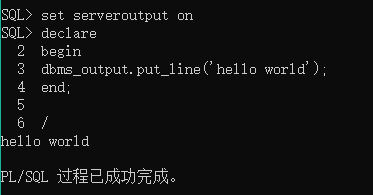 SQL> set serveroutput on
SQL> declare
2 begin
3 dbms_output.put_line('hello world');
4 end;
5
6 /
hello world
PL/SQL 过程已成功完成。